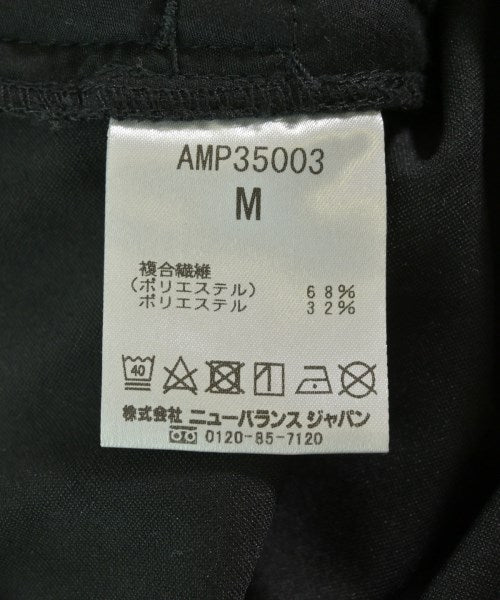 AMP35003
M
複合繊維
(ポリエステル) 68%
ポリエステル 32%
40
株式会社 ニューバランス ジャパン
0120-85-7120